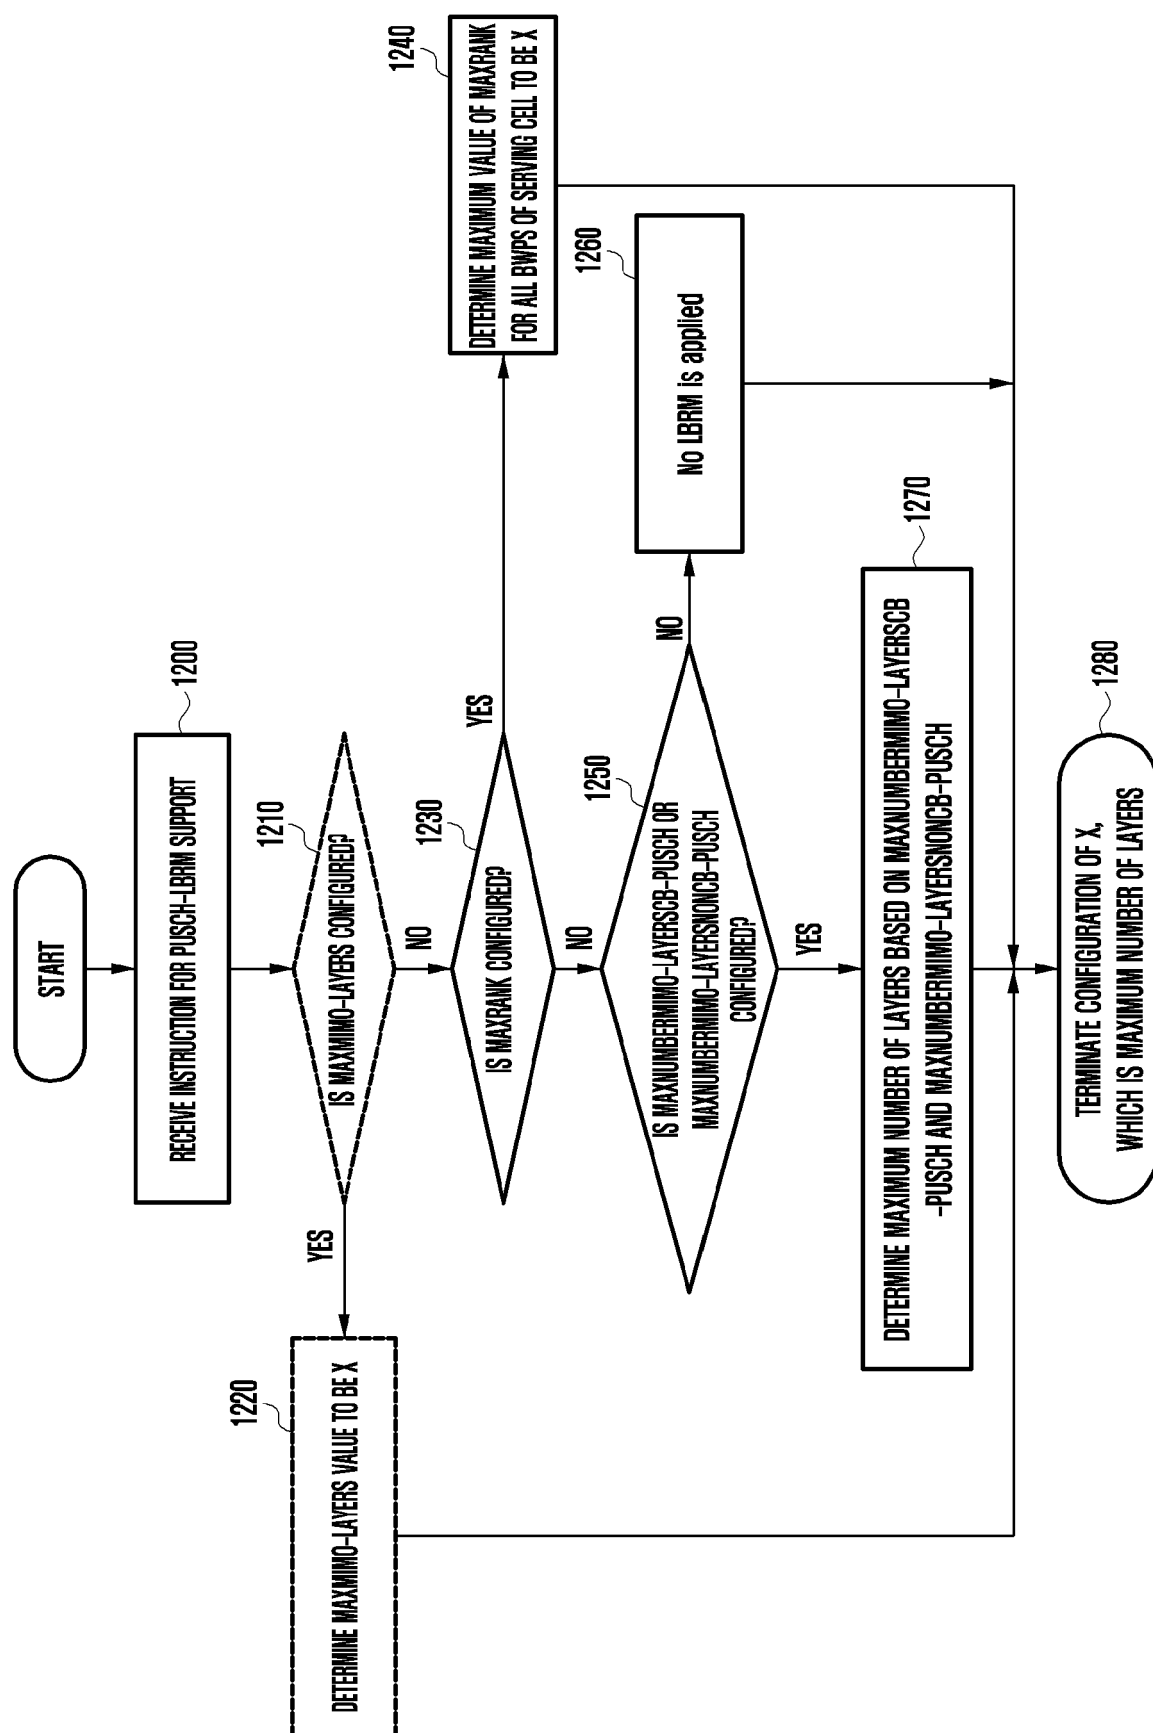 START
RECEIVE INSTRUCTION FOR PUSCH-LBRM SUPPORT
1200
IS MAXMIMO-LAYERS CONFIGURED?
1210
YES
NO
DETERMINE MAXMIMO-LAYERS VALUE TO BE X
1220
IS MAXRANK CONFIGURED?
1230
YES
NO
DETERMINE MAXIMUM VALUE OF MAXRANK
FOR ALL BWPS OF SERVING CELL TO BE X
1240
IS MAXNUMBERMIMO-LAYERSCB-PUSCH OR
MAXNUMBERMIMO-LAYERSNONCB-PUSCH
CONFIGURED?
1250
NO
YES
No LBRM is applied
1260
DETERMINE MAXIMUM NUMBER OF LAYERS BASED ON MAXNUMBERMIMO-LAYERSCB
-PUSCH AND MAXNUMBERMIMO-LAYERSNONCB-PUSCH
1270
TERMINATE CONFIGURATION OF X,
WHICH IS MAXIMUM NUMBER OF LAYERS
1280